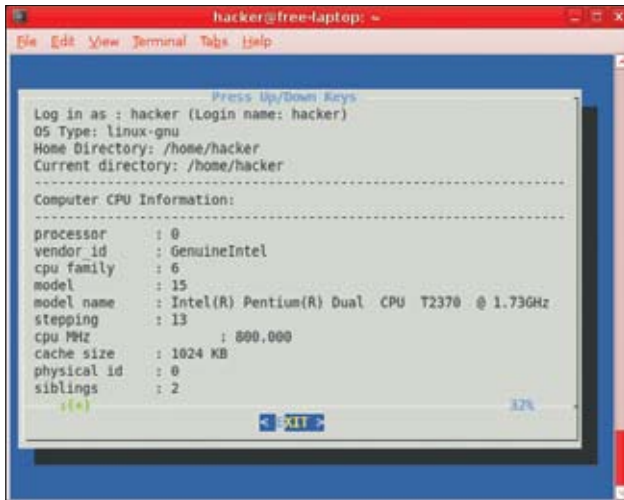 hacker@free-laptop: ~
File Edit View Terminal Tabs Help
Press Up/Down Keys
Log in as : hacker (Login name: hacker)
OS Type: linux-gnu
Home Directory: /home/hacker
Current directory: /home/hacker
Computer CPU Information:
processor : 0
vendor_id : GenuineIntel
cpu family : 6
model : 15
model name : Intel(R) Pentium(R) Dual CPU T2370 @ 1.73GHz
stepping : 13
cpu MHz : 800.000
cache size : 1024 KB
physical id : 0
siblings : 2
↓(+) 32%
< EXIT >